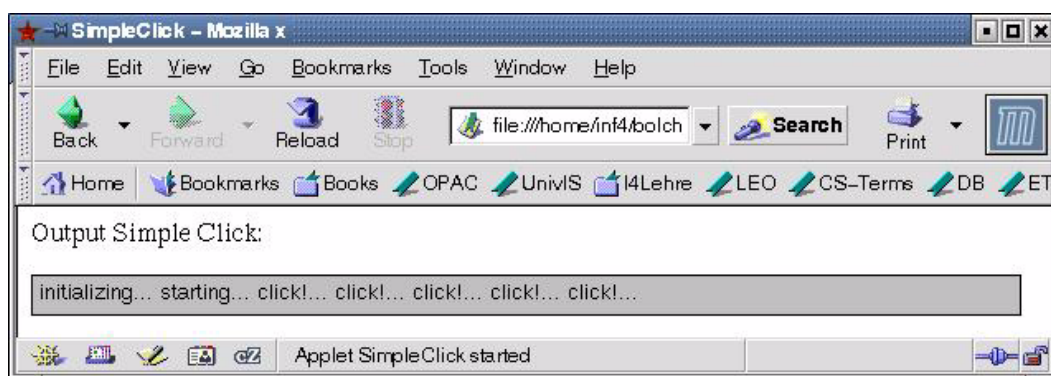 SimpleClick – Mozilla x
File Edit View Go Bookmarks Tools Window Help
Back Forward Reload Stop file:///home/inf4/bolch Search Print
Home Bookmarks Books OPAC UnivIS I4Lehre LEO CS–Terms DB ET
Output Simple Click:
initializing... starting... click!... click!... click!... click!... click!...
Applet SimpleClick started